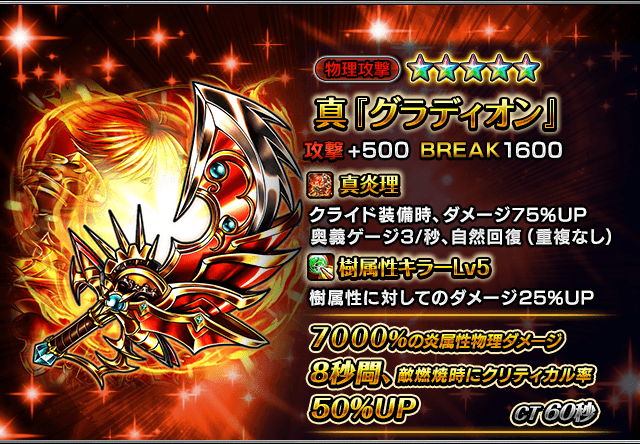 物理攻撃
真『グラディオン』
攻撃+500 BREAK1600
真炎理
クライド装備時、ダメージ75%UP
奥義ゲージ3/秒、自然回復（重複なし）
樹属性キラーLv5
樹属性に対してのダメージ25%UP
7000%の炎属性物理ダメージ
8秒間、敵燃焼時にクリティカル率
50%UP
CT 60秒